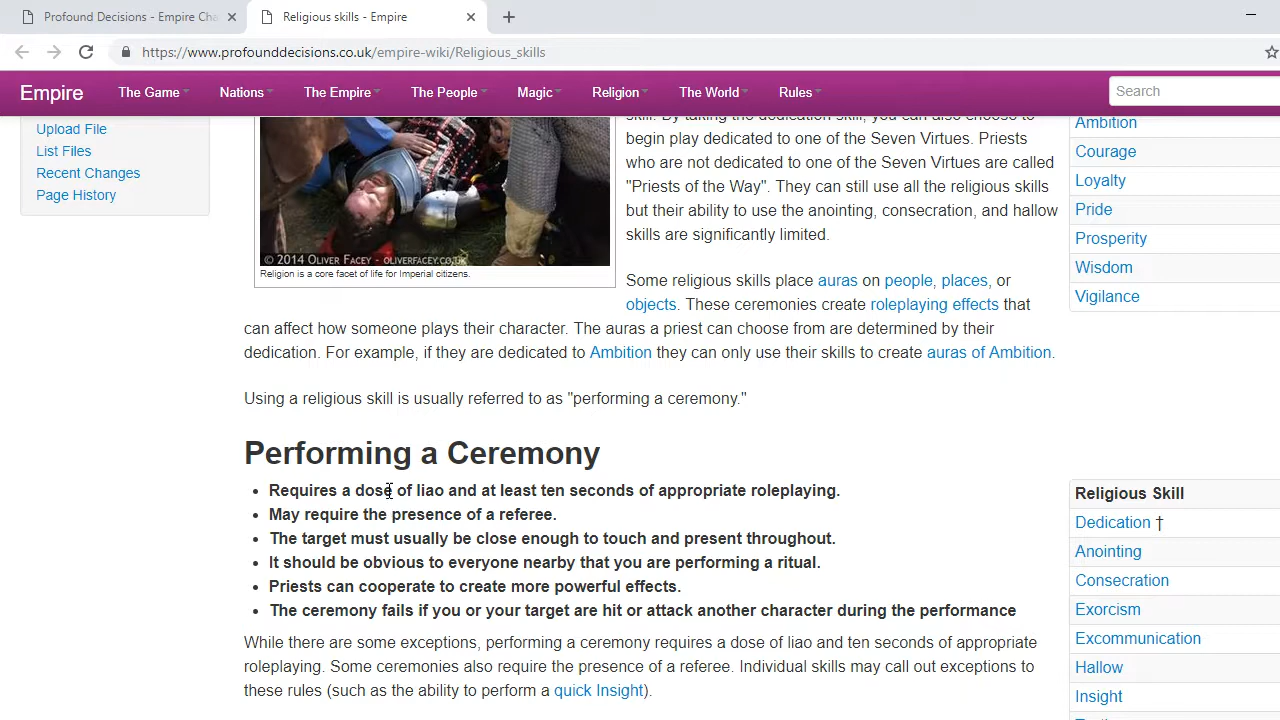 Profound Decisions - Empire Cha
Religious skills - Empire
https://www.profounddecisions.co.uk/empire-wiki/Religious_skills
Empire
The Game
Nations
The Empire
The People
Magic
Religion
The World
Rules
Search
Upload File
List Files
Recent Changes
Page History
© 2014 OLIVER FACEY - OLIVERFACEY.CO.UK
Religion is a core facet of life for Imperial citizens.
skill. By taking the dedication skill, you can also choose to
begin play dedicated to one of the Seven Virtues. Priests
who are not dedicated to one of the Seven Virtues are called
"Priests of the Way". They can still use all the religious skills
but their ability to use the anointing, consecration, and hallow
skills are significantly limited.
Some religious skills place auras on people, places, or
objects. These ceremonies create roleplaying effects that
can affect how someone plays their character. The auras a priest can choose from are determined by their
dedication. For example, if they are dedicated to Ambition they can only use their skills to create auras of Ambition.
Using a religious skill is usually referred to as "performing a ceremony."
Performing a Ceremony
• Requires a dose of liao and at least ten seconds of appropriate roleplaying.
• May require the presence of a referee.
• The target must usually be close enough to touch and present throughout.
• It should be obvious to everyone nearby that you are performing a ritual.
• Priests can cooperate to create more powerful effects.
• The ceremony fails if you or your target are hit or attack another character during the performance
While there are some exceptions, performing a ceremony requires a dose of liao and ten seconds of appropriate
roleplaying. Some ceremonies also require the presence of a referee. Individual skills may call out exceptions to
these rules (such as the ability to perform a quick Insight).
Ambition
Courage
Loyalty
Pride
Prosperity
Wisdom
Vigilance
Religious Skill
Dedication †
Anointing
Consecration
Exorcism
Excommunication
Hallow
Insight